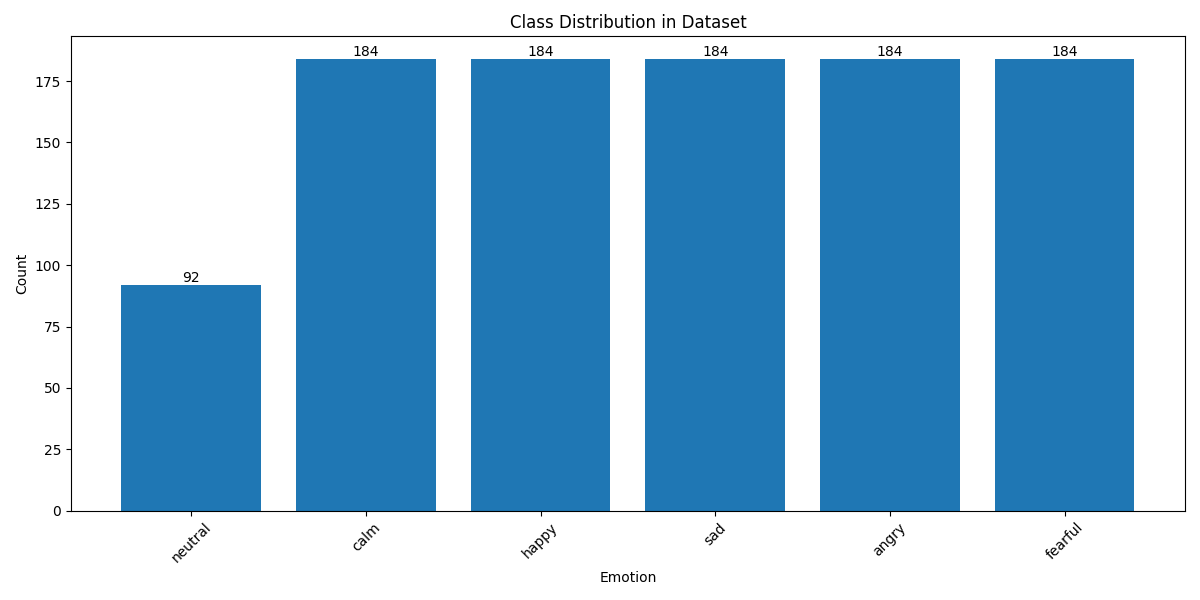 Class Distribution in Dataset
184 184 184 184 184
92
175
150
125
100
75
50
25
0
Count
neutral calm happy sad angry fearful
Emotion